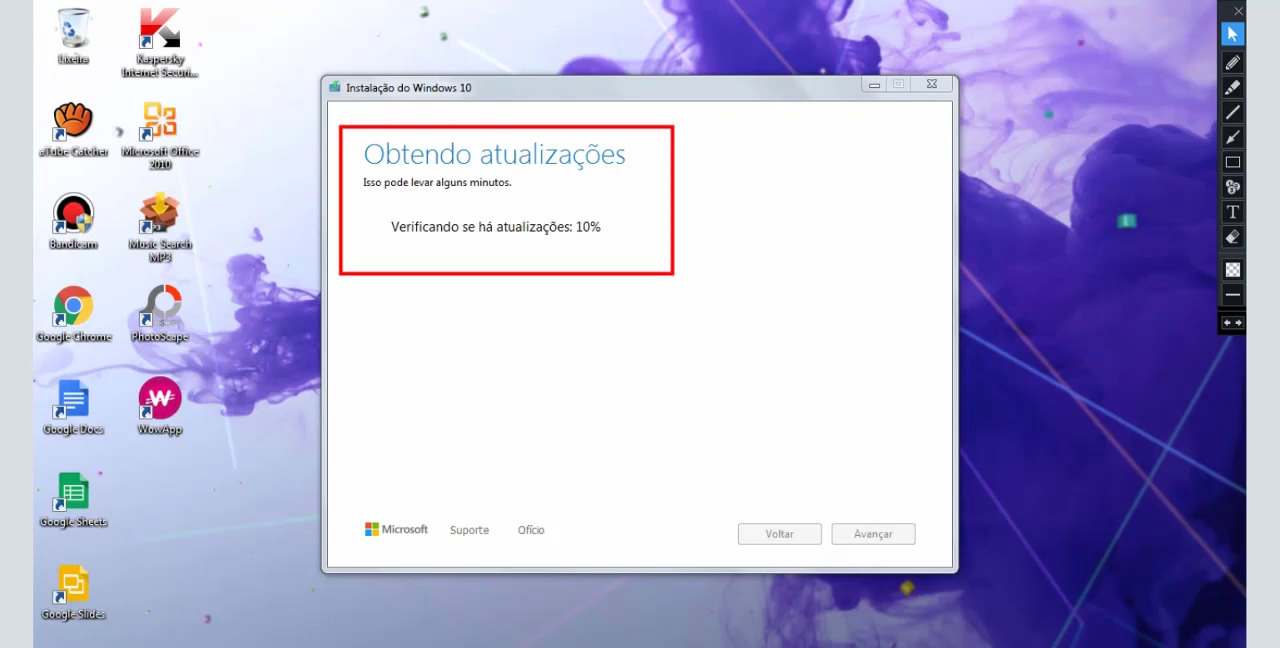 Lixeira
Kaspersky
Internet Securi...
aTube Catcher
Microsoft Office
2010
Bandicam
Music Search
MP3
Google Chrome
PhotoScape
Google Docs
WowApp
Google Sheets
Google Slides
Instalação do Windows 10
Obtendo atualizações
Isso pode levar alguns minutos.
Verificando se há atualizações: 10%
Microsoft
Suporte
Ofício
Voltar
Avançar
T